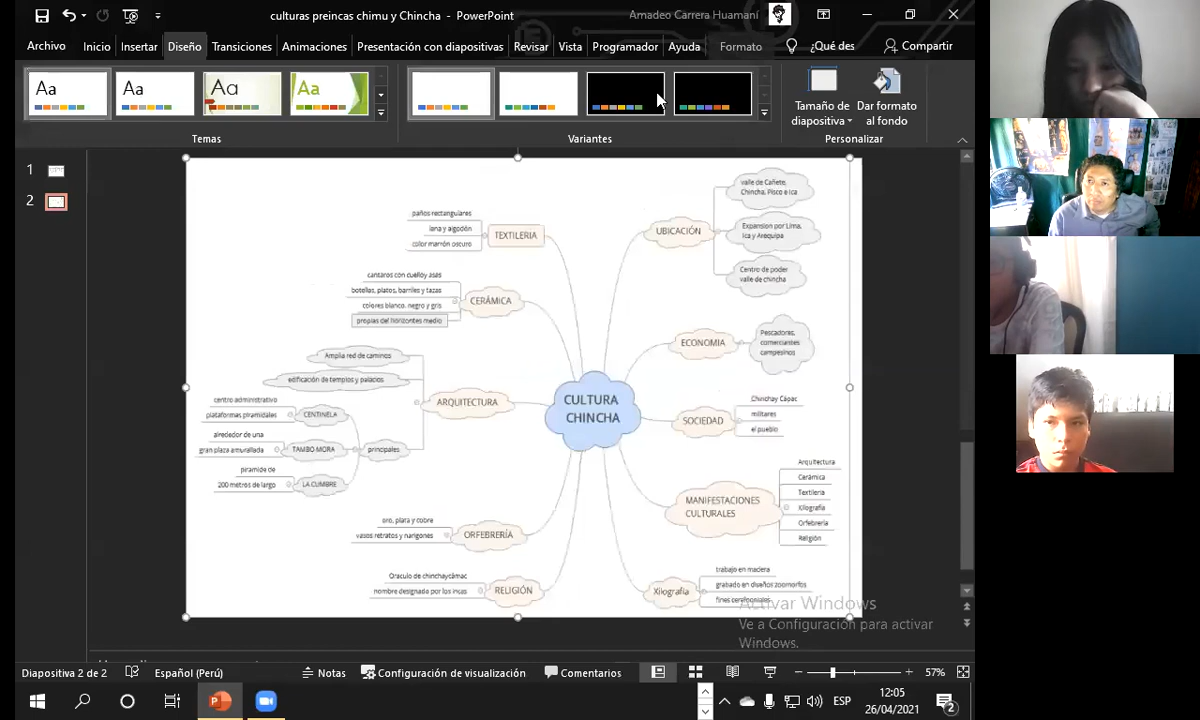 culturas preincas chimu y Chincha - PowerPoint
Amadeo Carrera Huamaní
Archivo Inicio Insertar Diseño Transiciones Animaciones Presentación con diapositivas Revisar Vista Programador Ayuda Formato ¿Qué des Compartir
Aa Aa Aa Aa
Tamaño de diapositiva
Dar formato al fondo
Temas
Variantes
Personalizar
1
2
TEXTILERIA
paños rectangulares
lana y algodón
color marrón oscuro
CERÁMICA
cantaros con cuello y asas
botellas, platos, barriles y tazas
colores blanco, negro y gris
propias del horizontes medio
ARQUITECTURA
Amplia red de caminos
edificación de templos y palacios
principales
CENTINELA
centro administrativo
plataformas piramidales
TAMBO MORA
alrededor de una
gran plaza amurallada
LA CUMBRE
piramide de
200 metros de largo
ORFEBRERÍA
oro, plata y cobre
vasos retratos y narigones
RELIGIÓN
Oraculo de chinchaycámac
nombre designado por los incas
CULTURA
CHINCHA
UBICACIÓN
valle de Cañete,
Chincha, Pisco e Ica
Expansion por Lima,
Ica y Arequipa
Centro de poder
valle de chincha
ECONOMIA
Pescadores,
comerciantes
campesinos
SOCIEDAD
Chinchay Cápac
militares
el pueblo
MANIFESTACIONES
CULTURALES
Arquitectura
Cerámica
Textileria
Xilografía
Orfebrería
Religión
Xilografía
trabajo en madera
grabado en diseños zoomorfos
fines ceremoniales
Activar Windows
Ve a Configuración para activar
Windows.
Diapositiva 2 de 2 Español (Perú) Notas Configuración de visualización Comentarios 57%
ESP
12:05
26/04/2021
2